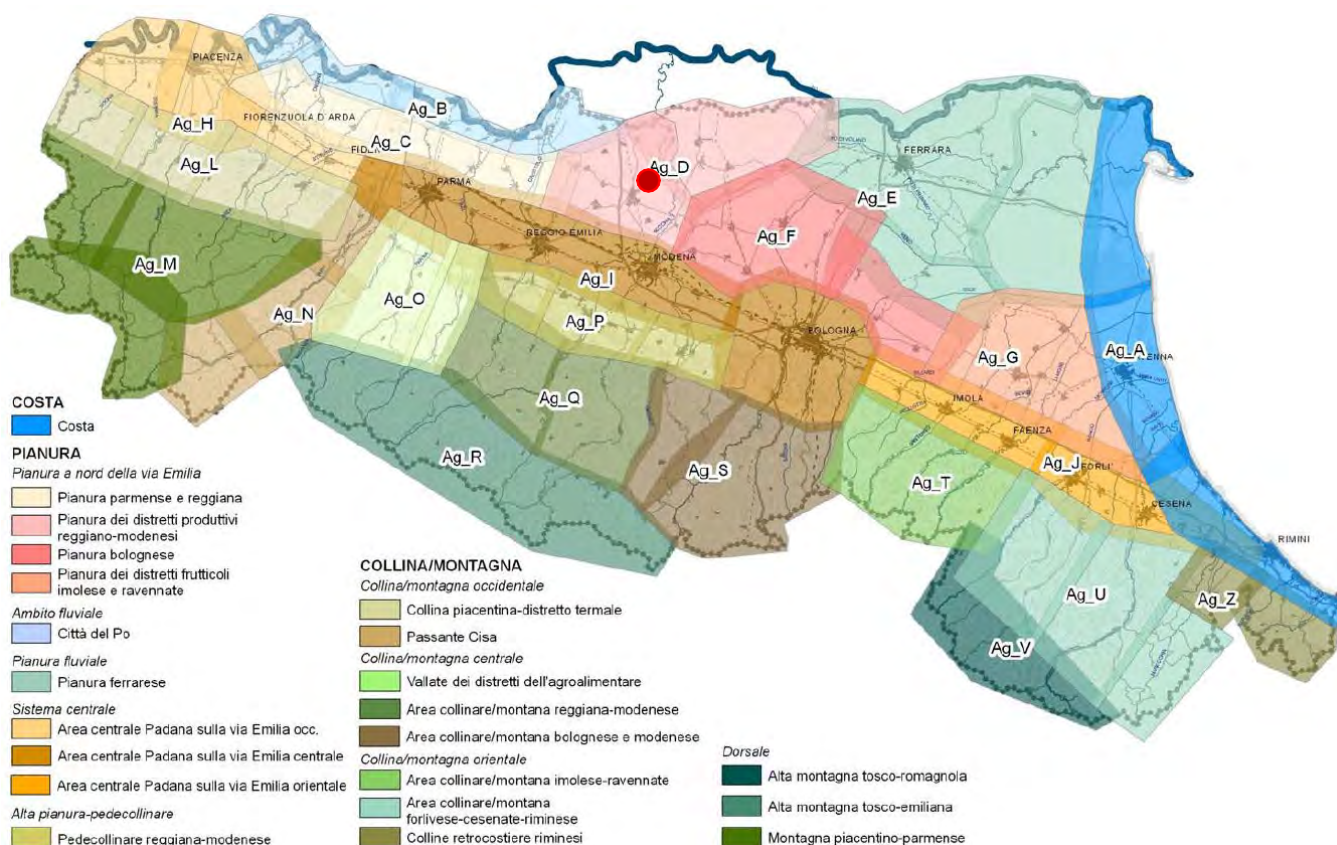 PIACENZA
Ag_B
Ag_H
FIORENZUOLA D'ARDA
Ag_C
FIDEN
Ag_L
PARMA
Ag_D
FERRARA
Ag_E
Ag_F
REGGIO EMILIA
MODENA
Ag_M
Ag_I
Ag_O
Ag_N
Ag_P
BOLOGNA
Ag_A
ENNA
Ag_G
Ag_Q
IMOLA
FAENZA
Ag_R
Ag_S
Ag_J
FORLI'
Ag_T
CESENA
RIMINI
Ag_U
Ag_Z
Ag_V
COSTA
Costa
PIANURA
Pianura a nord della via Emilia
Pianura parmense e reggiana
Pianura dei distretti produttivi
reggiano-modenesi
Pianura bolognese
Pianura dei distretti frutticoli
imolese e ravennate
Ambito fluviale
Città del Po
Pianura fluviale
Pianura ferrarese
Sistema centrale
Area centrale Padana sulla via Emilia occ.
Area centrale Padana sulla via Emilia centrale
Area centrale Padana sulla via Emilia orientale
Alta pianura-pedecollinare
Pedecollinare reggiana-modenese
COLLINA/MONTAGNA
Collina/montagna occidentale
Collina piacentina-distretto termale
Passante Cisa
Collina/montagna centrale
Vallate dei distretti dell'agroalimentare
Area collinare/montana reggiana-modenese
Area collinare/montana bolognese e modenese
Collina/montagna orientale
Area collinare/montana imolese-ravennate
Area collinare/montana
forlivese-cesenate-riminese
Colline retrocostiere riminesi
Dorsale
Alta montagna tosco-romagnola
Alta montagna tosco-emiliana
Montagna piacentino-parmense